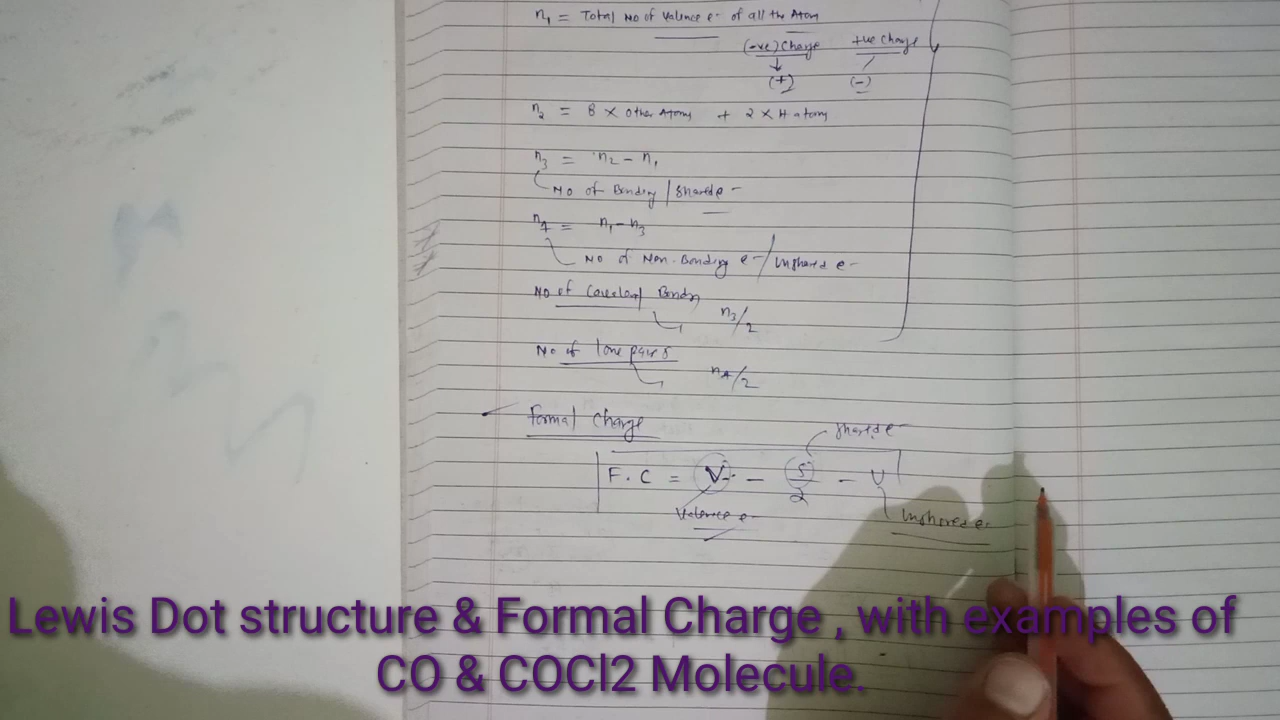 n₁ = Total No of Valence e⁻ of all the Atom
(-ve) Charge +ve Charge
(+) (-)
n₂ = 8 × Other Atoms + 2 × H atoms
n₃ = n₂ - n₁
No of Bonding / Shared e-
n₄ = n₁ - n₃
No of Non-Bonding e- / Unshared e-
No of Covalent Bonds
n₃/2
No of lone pairs
n₄/2
Formal Charge
Shared e-
F.C = V - S/2 - U
Valence e-
Unshared e-
Lewis Dot structure & Formal Charge , with examples of
CO & COCl2 Molecule.